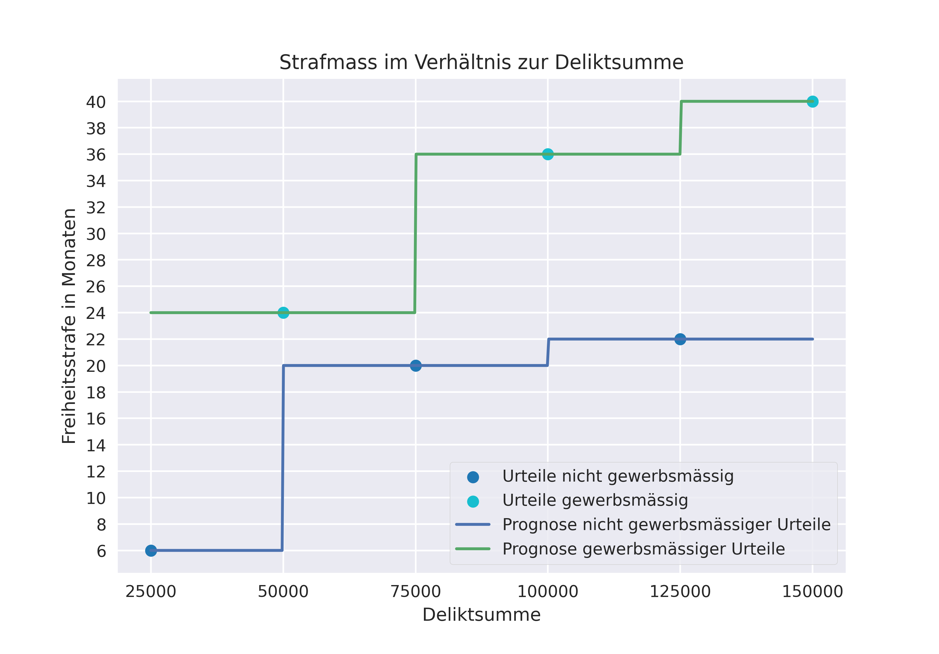 Strafmass im Verhältnis zur Deliktsumme
Freiheitsstrafe in Monaten
40
38
36
34
32
30
28
26
24
22
20
18
16
14
12
10
8
6
Urteile nicht gewerbsmässig
Urteile gewerbsmässig
Prognose nicht gewerbsmässiger Urteile
Prognose gewerbsmässiger Urteile
25000 50000 75000 100000 125000 150000
Deliktsumme